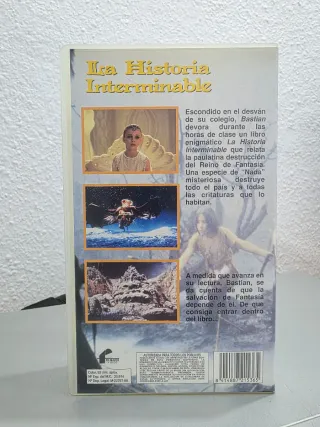 La Historia
Interminable
Escondido en el desván
de su colegio, Bastian
devora durante las
horas de clase un libro
enigmático La Historia
Interminable que relata
la paulatina destrucción
del Reino de Fantasía.
Una especie de "Nada"
misteriosa destruye
todo el país y a todas
las criaturas que lo
habitan.
A medida que avanza en
su lectura, Bastian, se
da cuenta de que la
salvación de Fantasía
depende de él. De que
consiga entrar dentro
del libro...